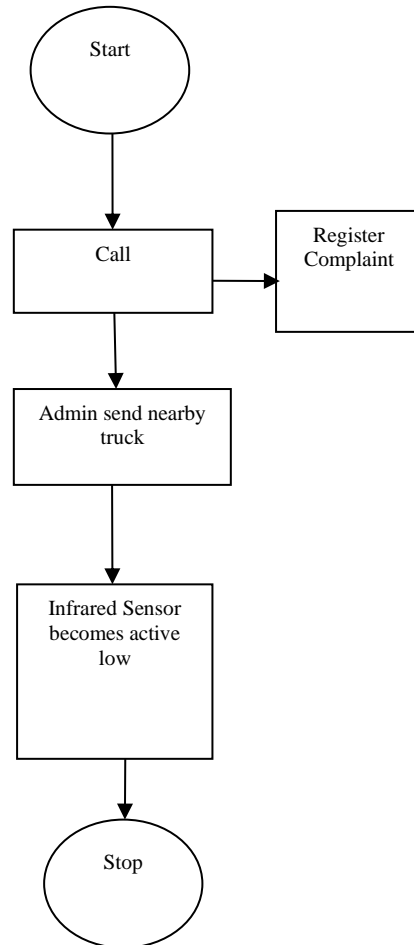 Start
Call
Register
Complaint
Admin send nearby
truck
Infrared Sensor
becomes active
low
Stop